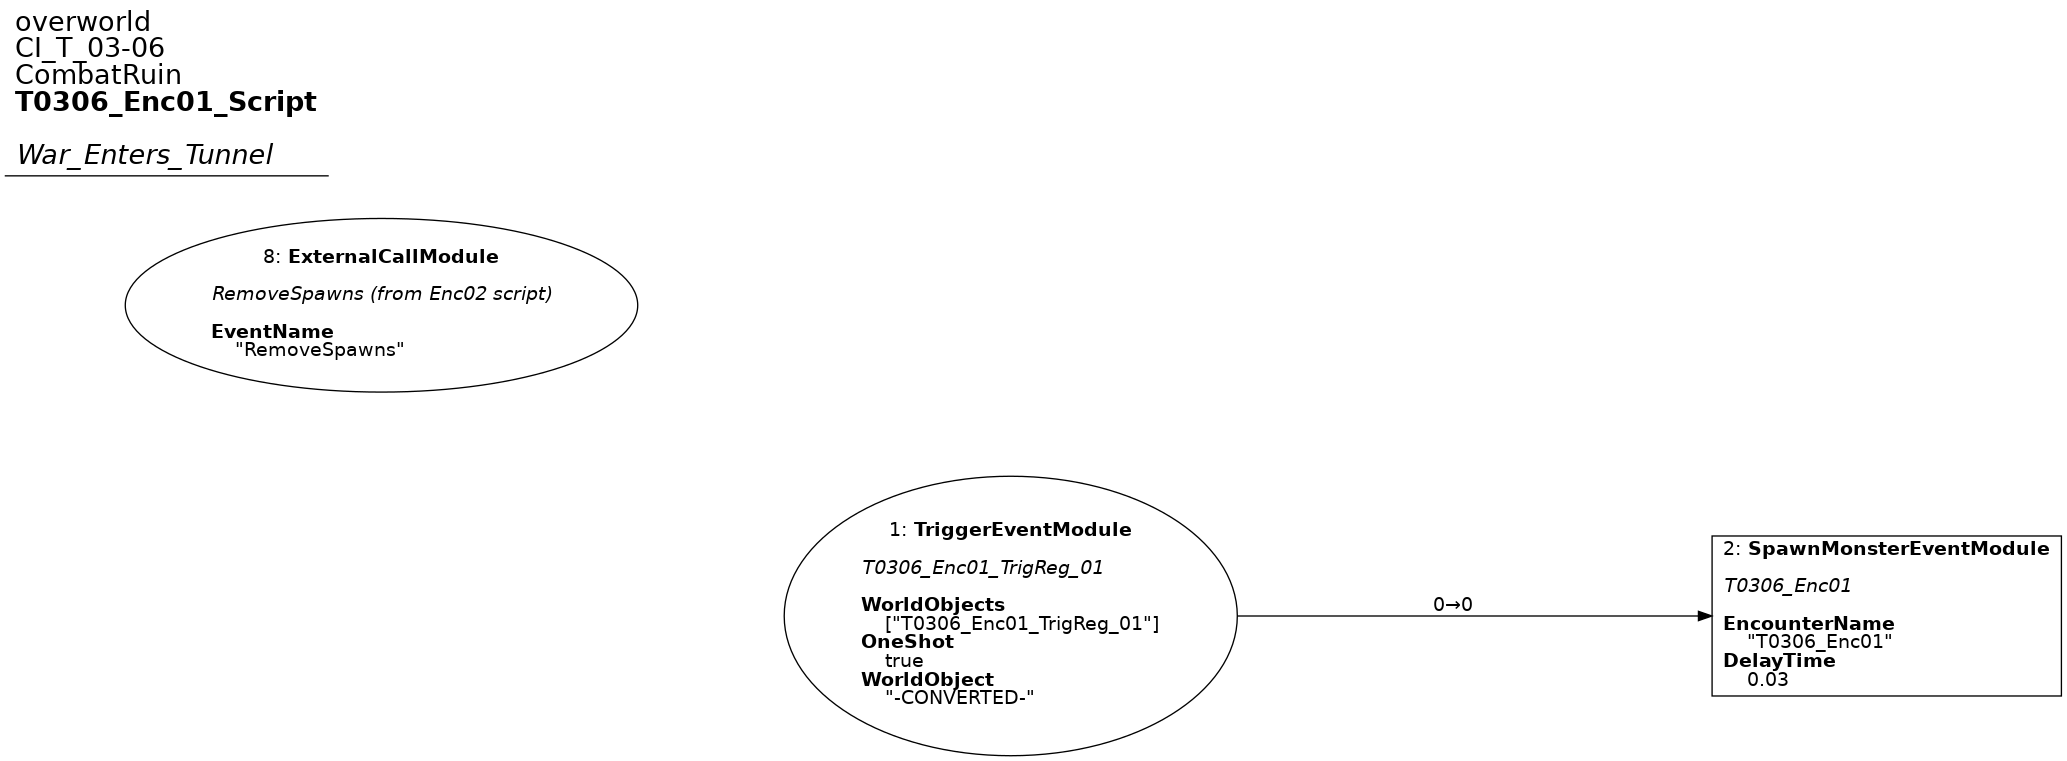 overworld
CI_T_03-06
CombatRuin
T0306_Enc01_Script
War_Enters_Tunnel
8: ExternalCallModule
RemoveSpawns (from Enc02 script)
EventName
"RemoveSpawns"
1: TriggerEventModule
T0306_Enc01_TrigReg_01
WorldObjects
["T0306_Enc01_TrigReg_01"]
OneShot
true
WorldObject
"-CONVERTED-"
0→0
2: SpawnMonsterEventModule
T0306_Enc01
EncounterName
"T0306_Enc01"
DelayTime
0.03